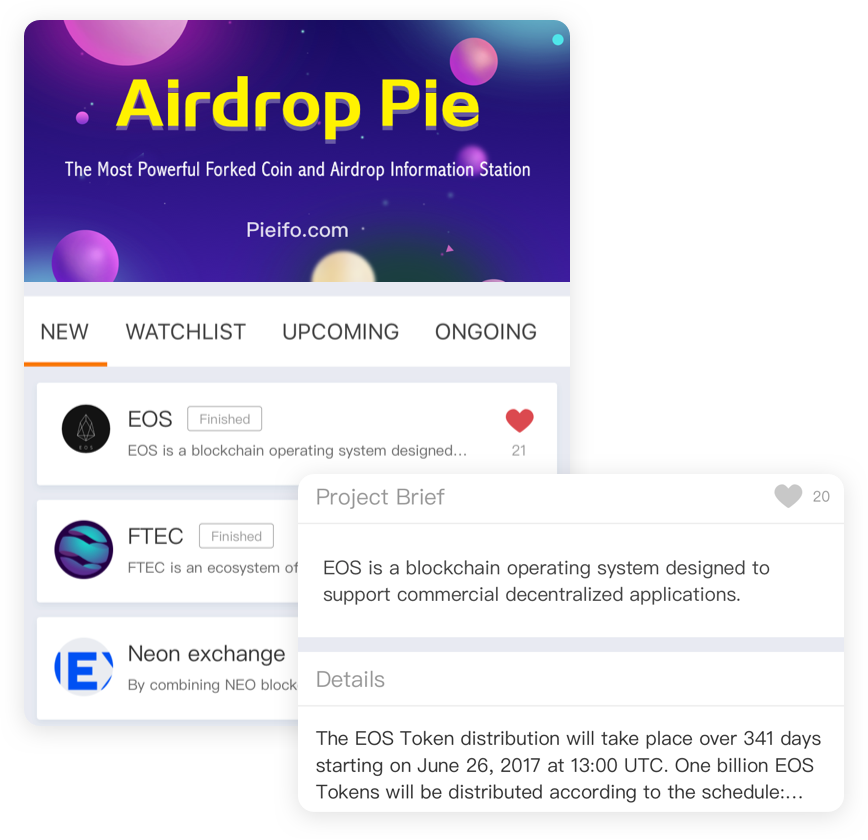 Airdrop Pie
The Most Powerful Forked Coin and Airdrop Information Station
Pieifo.com
NEW WATCHLIST UPCOMING ONGOING
EOS Finished
EOS is a blockchain operating system designed...
21
EOS
FTEC Finished
FTEC is an ecosystem of
Neon exchange
By combining NEO block
E
Project Brief 20
EOS is a blockchain operating system designed to
support commercial decentralized applications.
Details
The EOS Token distribution will take place over 341 days
starting on June 26, 2017 at 13:00 UTC. One billion EOS
Tokens will be distributed according to the schedule:...